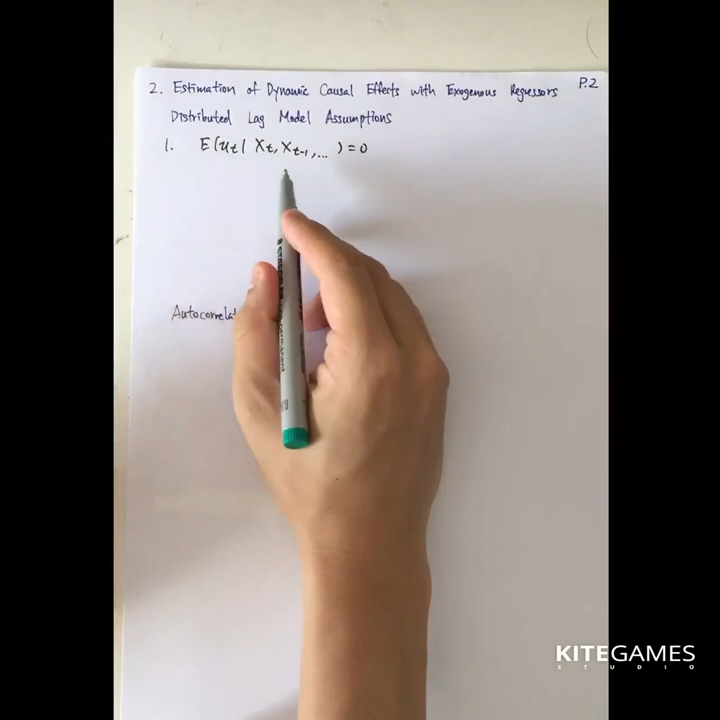 2. Estimation of Dynamic Causal Effects with Exogenous Regressors P.2
Distributed Lag Model Assumptions
1. E(ut | Xt, Xt-1, ... ) = 0
Autocorrelat
KITEGAMES
STUDIO